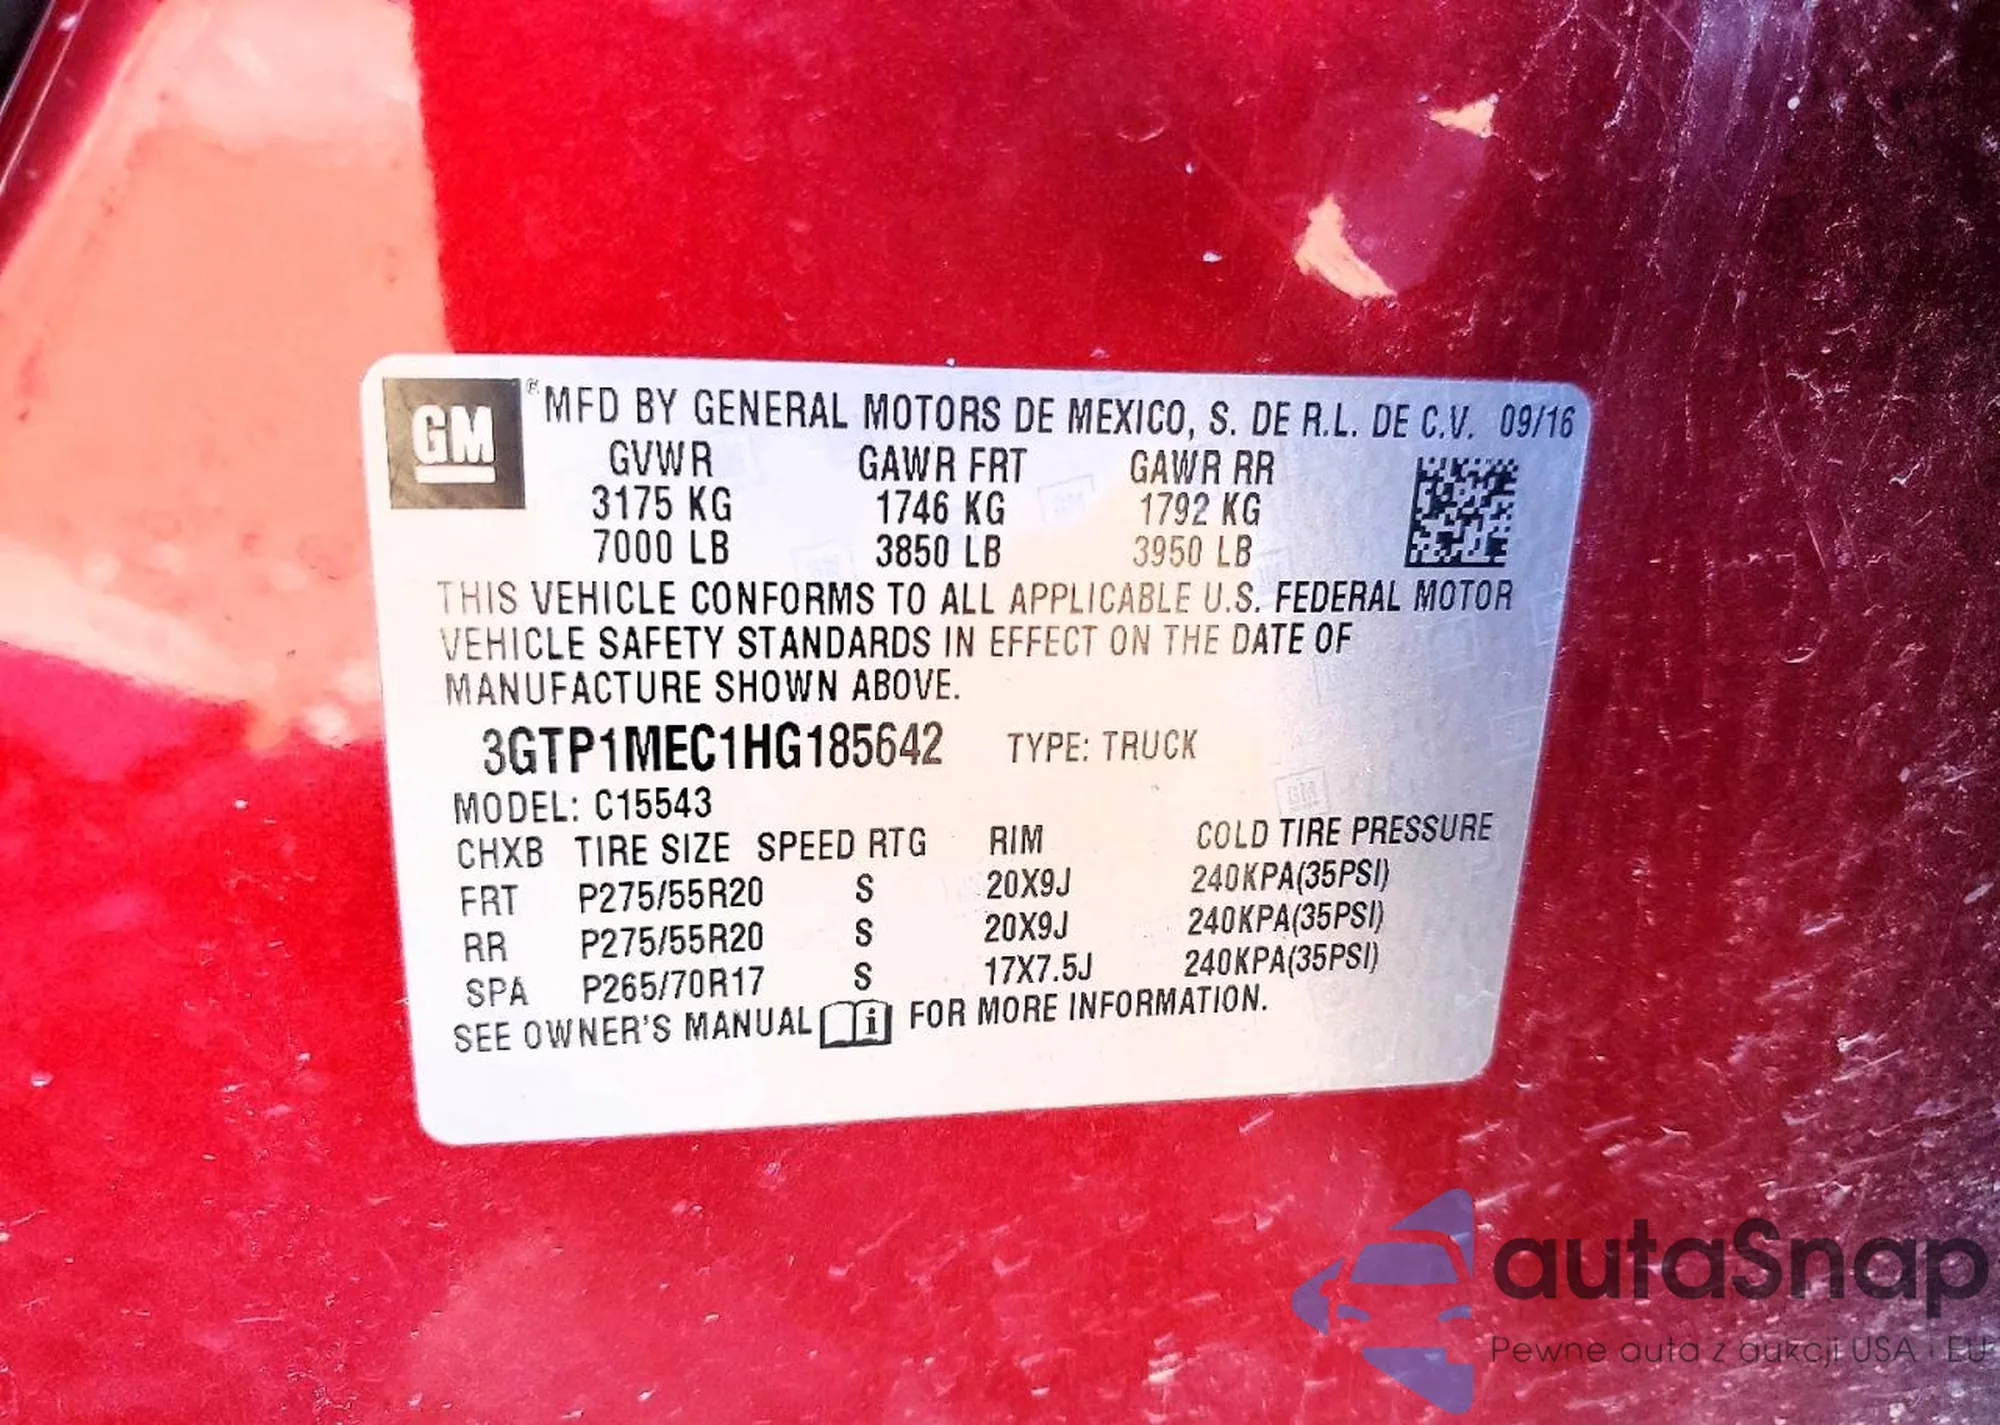 GM ® MFD BY GENERAL MOTORS DE MEXICO, S. DE R.L. DE C.V. 09/16
GVWR GAWR FRT GAWR RR
3175 KG 1746 KG 1792 KG
7000 LB 3850 LB 3950 LB
THIS VEHICLE CONFORMS TO ALL APPLICABLE U.S. FEDERAL MOTOR
VEHICLE SAFETY STANDARDS IN EFFECT ON THE DATE OF
MANUFACTURE SHOWN ABOVE.
3GTP1MEC1HG185642 TYPE: TRUCK
MODEL: C15543
CHXB TIRE SIZE SPEED RTG RIM COLD TIRE PRESSURE
FRT P275/55R20 S 20X9J 240KPA(35PSI)
RR P275/55R20 S 20X9J 240KPA(35PSI)
SPA P265/70R17 S 17X7.5J 240KPA(35PSI)
SEE OWNER'S MANUAL i FOR MORE INFORMATION.
autaSnap
Pewne auta z aukcji USA i EU